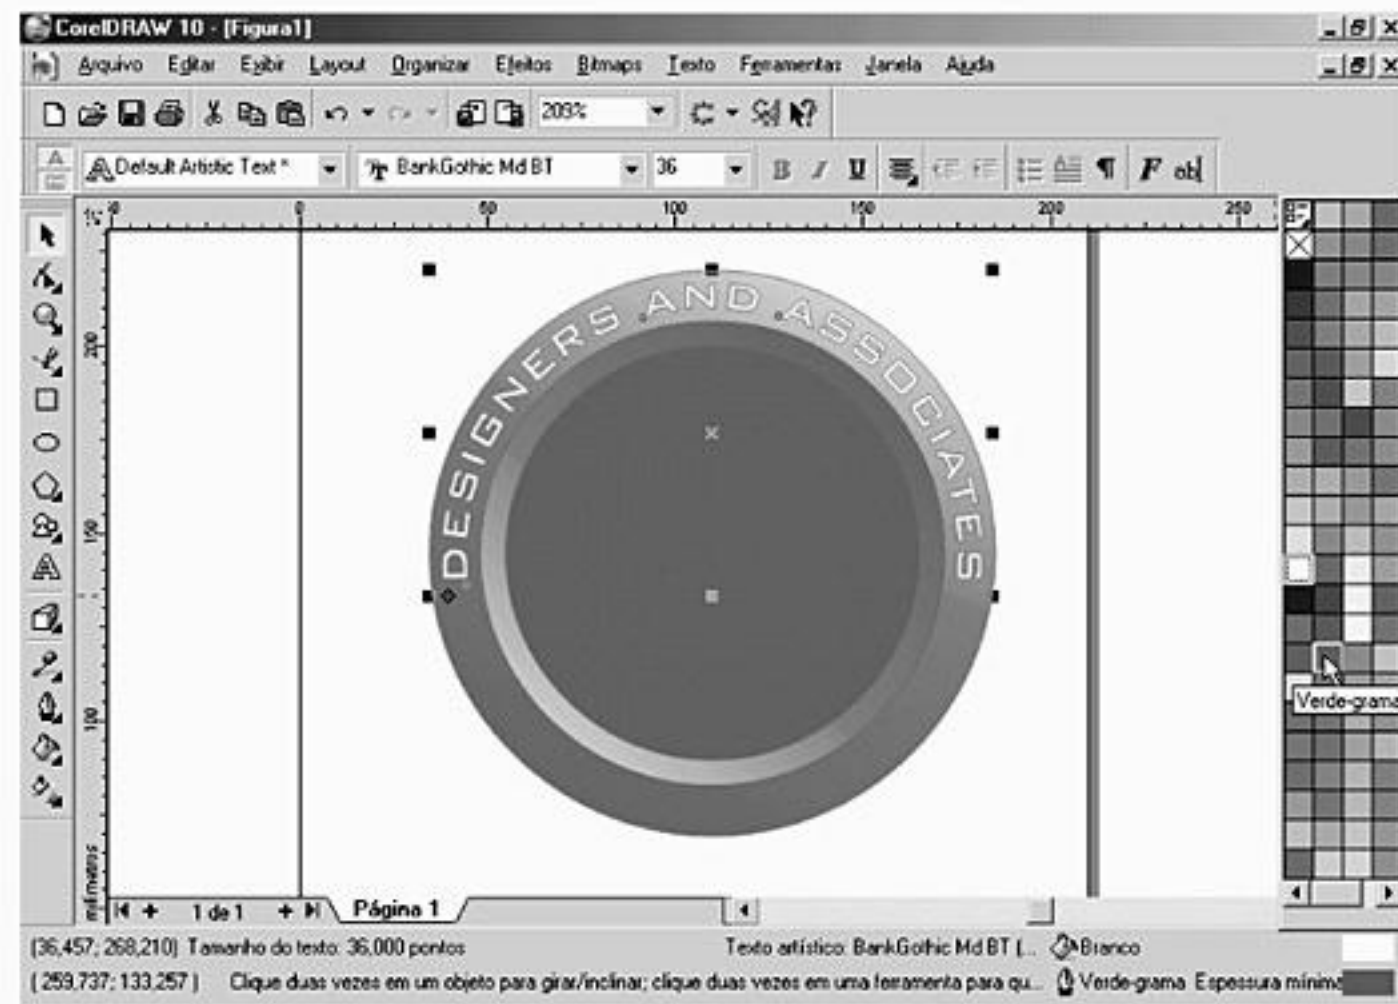 CorelDRAW 10 - [Figura1]
Arquivo Editar Exibir Layout Organizar Efeitos Bitmaps Texto Ferramentas Janela Ajuda
209%
Default Artistic Text * BankGothic Md BT 36 B I U F ab
0 50 100 150 200 250
DESIGNERS AND ASSOCIATES
200
150
100
milímetros
Verde-grama
1 de 1 Página 1
(36,457; 268,210) Tamanho do texto: 36,000 pontos Texto artístico: BankGothic Md BT (... Branco
( 259,737; 133,257 ) Clique duas vezes em um objeto para girar/inclinar; clique duas vezes em uma ferramenta para qu... Verde-grama Espessura mínima